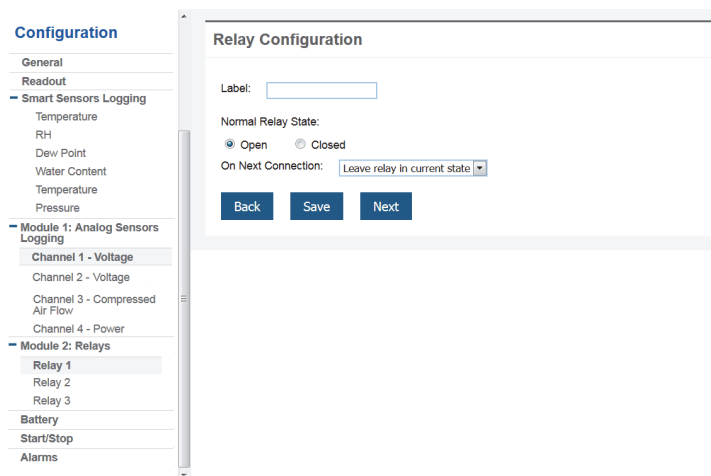 Configuration
General
Readout
Smart Sensors Logging
Temperature
RH
Dew Point
Water Content
Temperature
Pressure
Module 1: Analog Sensors
Logging
Channel 1 - Voltage
Channel 2 - Voltage
Channel 3 - Compressed
Air Flow
Channel 4 - Power
Module 2: Relays
Relay 1
Relay 2
Relay 3
Battery
Start/Stop
Alarms
Relay Configuration
Label:
Normal Relay State:
Open Closed
On Next Connection: Leave relay in current state
Back Save Next